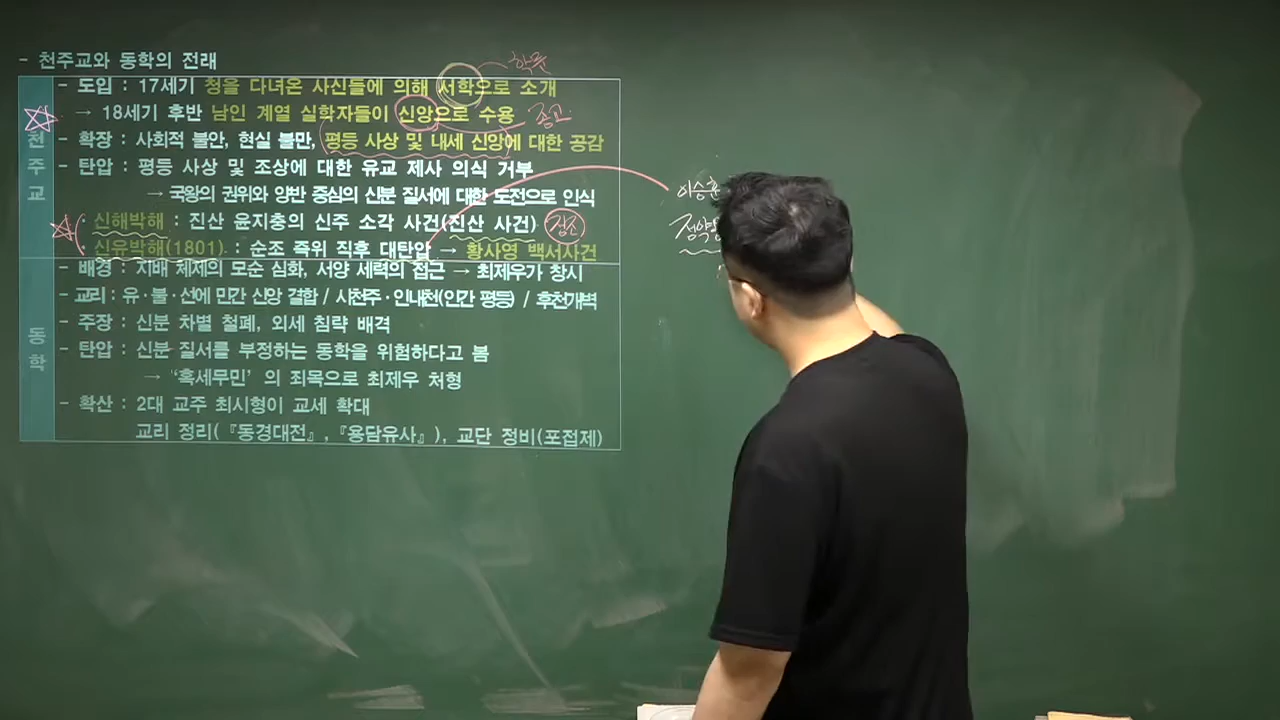 - 천주교와 동학의 전래
학문
- 도입 : 17세기 청을 다녀온 사신들에 의해 서학으로 소개
→ 18세기 후반 남인 계열 실학자들이 신앙으로 수용 종교
천주교
- 확장 : 사회적 불안, 현실 불만, 평등 사상 및 내세 신앙에 대한 공감
- 탄압 : 평등 사상 및 조상에 대한 유교 제사 의식 거부
→ 국왕의 권위와 양반 중심의 신분 질서에 대한 도전으로 인식
신해박해 : 진산 윤지충의 신주 소각 사건(진산 사건) 정조
신유박해(1801) : 순조 즉위 직후 대탄압 → 황사영 백서사건
이승훈
정약
동학
- 배경 : 지배 체제의 모순 심화, 서양 세력의 접근 → 최제우가 창시
- 교리 : 유·불·선에 민간 신앙 결합 / 시천주·인내천(인간 평등) / 후천개벽
- 주장 : 신분 차별 철폐, 외세 침략 배격
- 탄압 : 신분 질서를 부정하는 동학을 위험하다고 봄
→ '혹세무민' 의 죄목으로 최제우 처형
- 확산 : 2대 교주 최시형이 교세 확대
교리 정리(『동경대전』, 『용담유사』), 교단 정비(포접제)